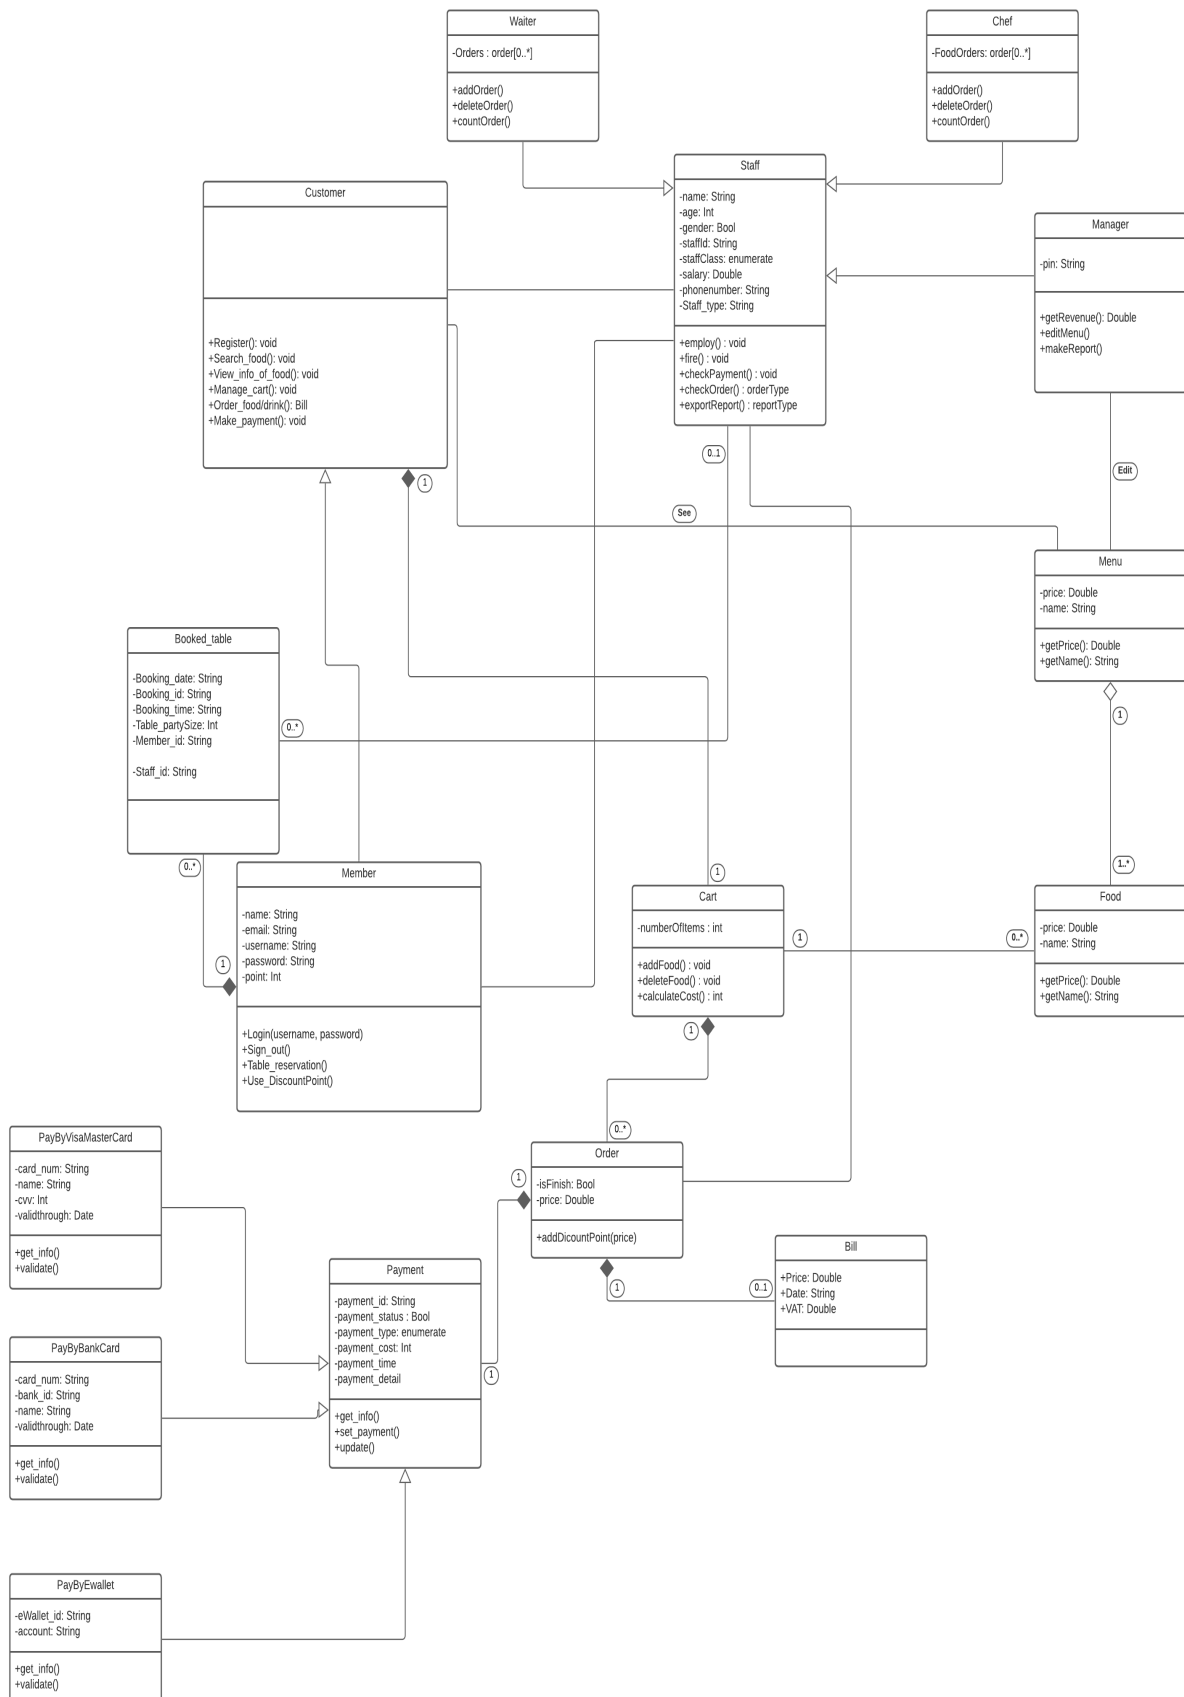 Waiter
-Orders : order[0..*]
+addOrder()
+deleteOrder()
+countOrder()
Chef
-FoodOrders: order[0..*]
+addOrder()
+deleteOrder()
+countOrder()
Staff
-name: String
-age: Int
-gender: Bool
-staffId: String
-staffClass: enumerate
-salary: Double
-phonenumber: String
-Staff_type: String
+employ() : void
+fire() : void
+checkPayment() : void
+checkOrder() : orderType
+exportReport() : reportType
Customer
+Register(): void
+Search_food(): void
+View_info_of_food(): void
+Manage_cart(): void
+Order_food/drink(): Bill
+Make_payment(): void
Manager
-pin: String
+getRevenue(): Double
+editMenu()
+makeReport()
0..1
1
Edit
See
Menu
-price: Double
-name: String
+getPrice(): Double
+getName(): String
1
1..*
Booked_table
-Booking_date: String
-Booking_id: String
-Booking_time: String
-Table_partySize: Int
-Member_id: String
-Staff_id: String
0..*
0..*
1
Member
-name: String
-email: String
-username: String
-password: String
-point: Int
+Login(username, password)
+Sign_out()
+Table_reservation()
+Use_DiscountPoint()
1
Cart
-numberOfItems : int
+addFood() : void
+deleteFood() : void
+calculateCost() : int
1
0..*
Food
-price: Double
-name: String
+getPrice(): Double
+getName(): String
1
0..*
Order
-isFinish: Bool
-price: Double
+addDicountPoint(price)
1
1
0..1
Bill
+Price: Double
+Date: String
+VAT: Double
PayByVisaMasterCard
-card_num: String
-name: String
-cvv: Int
-validthrough: Date
+get_info()
+validate()
Payment
-payment_id: String
-payment_status : Bool
-payment_type: enumerate
-payment_cost: Int
-payment_time
-payment_detail
+get_info()
+set_payment()
+update()
1
PayByBankCard
-card_num: String
-bank_id: String
-name: String
-validthrough: Date
+get_info()
+validate()
PayByEwallet
-eWallet_id: String
-account: String
+get_info()
+validate()